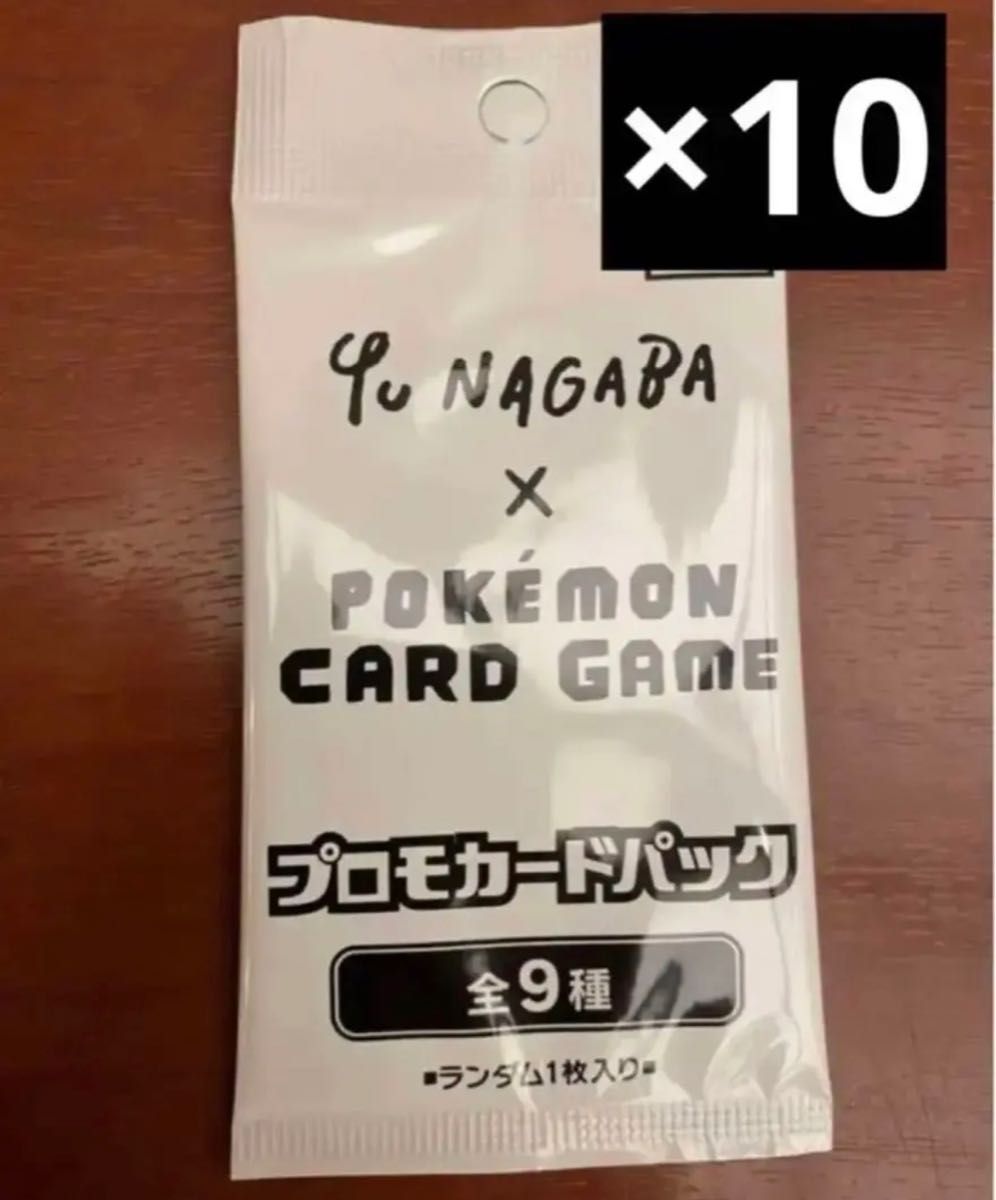 ×10
Yu NAGABA
×
POKÉMON
CARD GAME
プロモカードパック
全9種
■ランダム1枚入り■